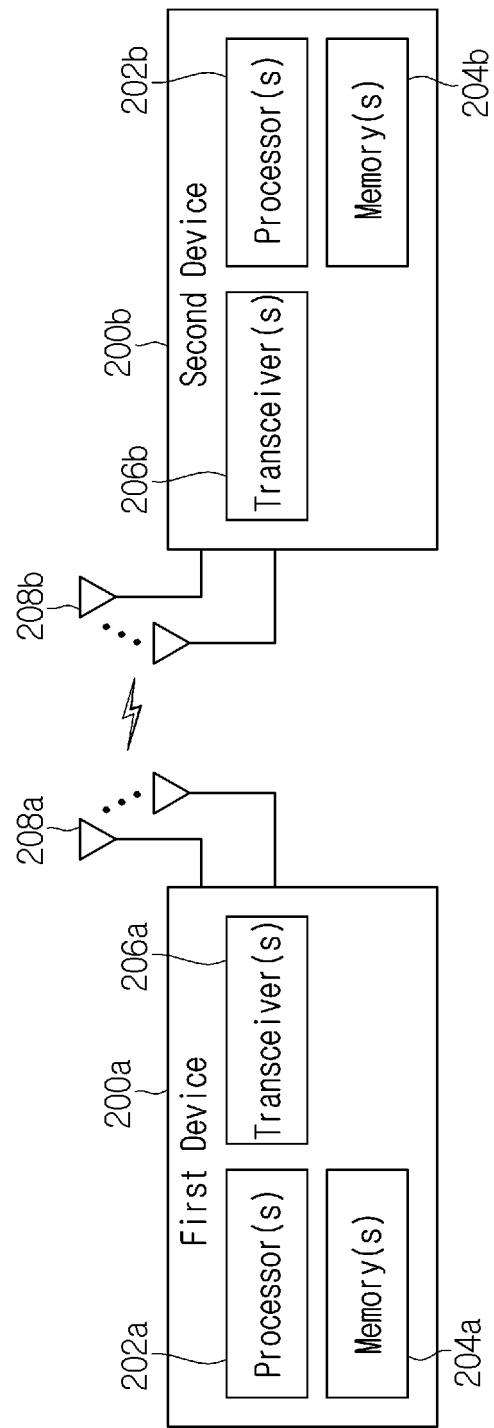 208a
208b
200a
206a
206b
200b
202b
First Device
Second Device
Transceiver(s)
Transceiver(s)
Processor(s)
Processor(s)
202a
Memory(s)
Memory(s)
204a
204b